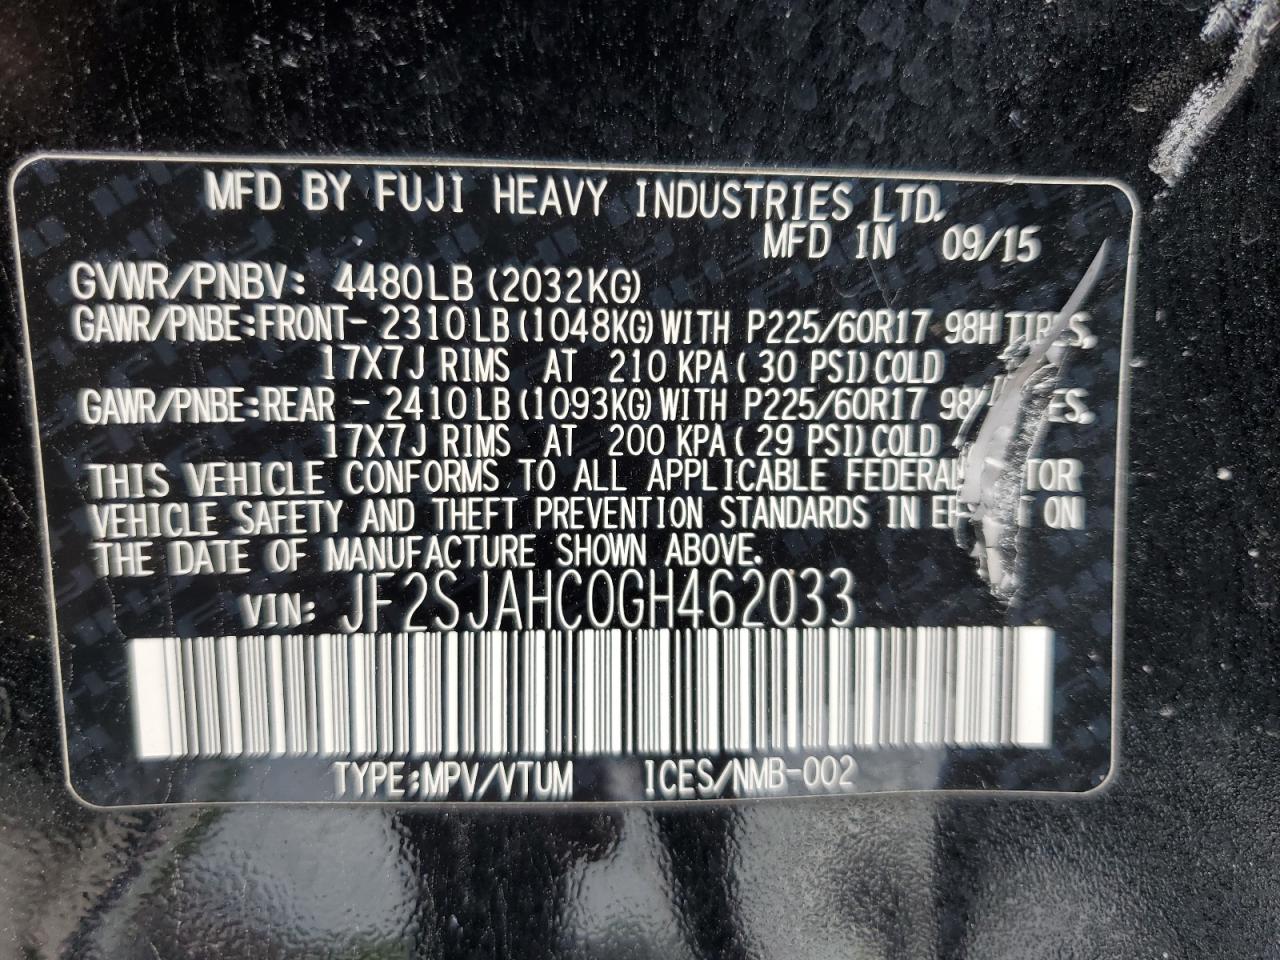 MFD BY FUJI HEAVY INDUSTRIES LTD.
MFD IN 09/15
GVWR/PNBV: 4480LB (2032KG)
GAWR/PNBE:FRONT- 2310LB (1048KG) WITH P225/60R17 98H TIRES,
17X7J RIMS AT 210 KPA ( 30 PSI) COLD
GAWR/PNBE:REAR - 2410LB (1093KG) WITH P225/60R17
17X7J RIMS AT 200 KPA ( 29 PSI) COLD
THIS VEHICLE CONFORMS TO ALL APPLICABLE FEDERAL
VEHICLE SAFETY AND THEFT PREVENTION STANDARDS IN ON
THE DATE OF MANUFACTURE SHOWN ABOVE.
VIN: JF2SJAHC0GH462033
TYPE:MPV/VTUM ICES/NMB-002